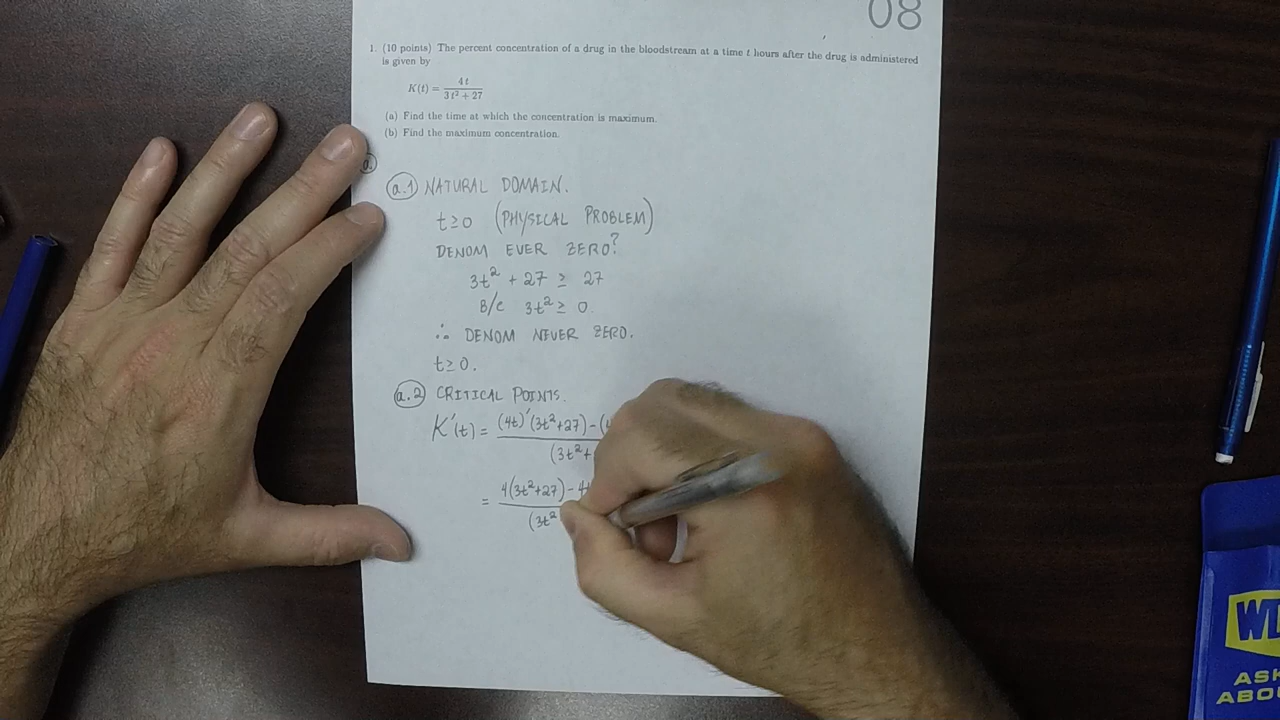 08
1. (10 points) The percent concentration of a drug in the bloodstream at a time t hours after the drug is administered
is given by
K(t) = 4t / (3t² + 27)
(a) Find the time at which the concentration is maximum.
(b) Find the maximum concentration.
a.
a.1 NATURAL DOMAIN.
t ≥ 0 (PHYSICAL PROBLEM)
DENOM EVER ZERO?
3t² + 27 ≥ 27
B/C 3t² ≥ 0.
∴ DENOM NEVER ZERO.
t ≥ 0.
a.2 CRITICAL POINTS.
K'(t) = (4t)'(3t²+27) - (
(3t²+
= 4(3t²+27) - 4
(3t²
ASK
ABO